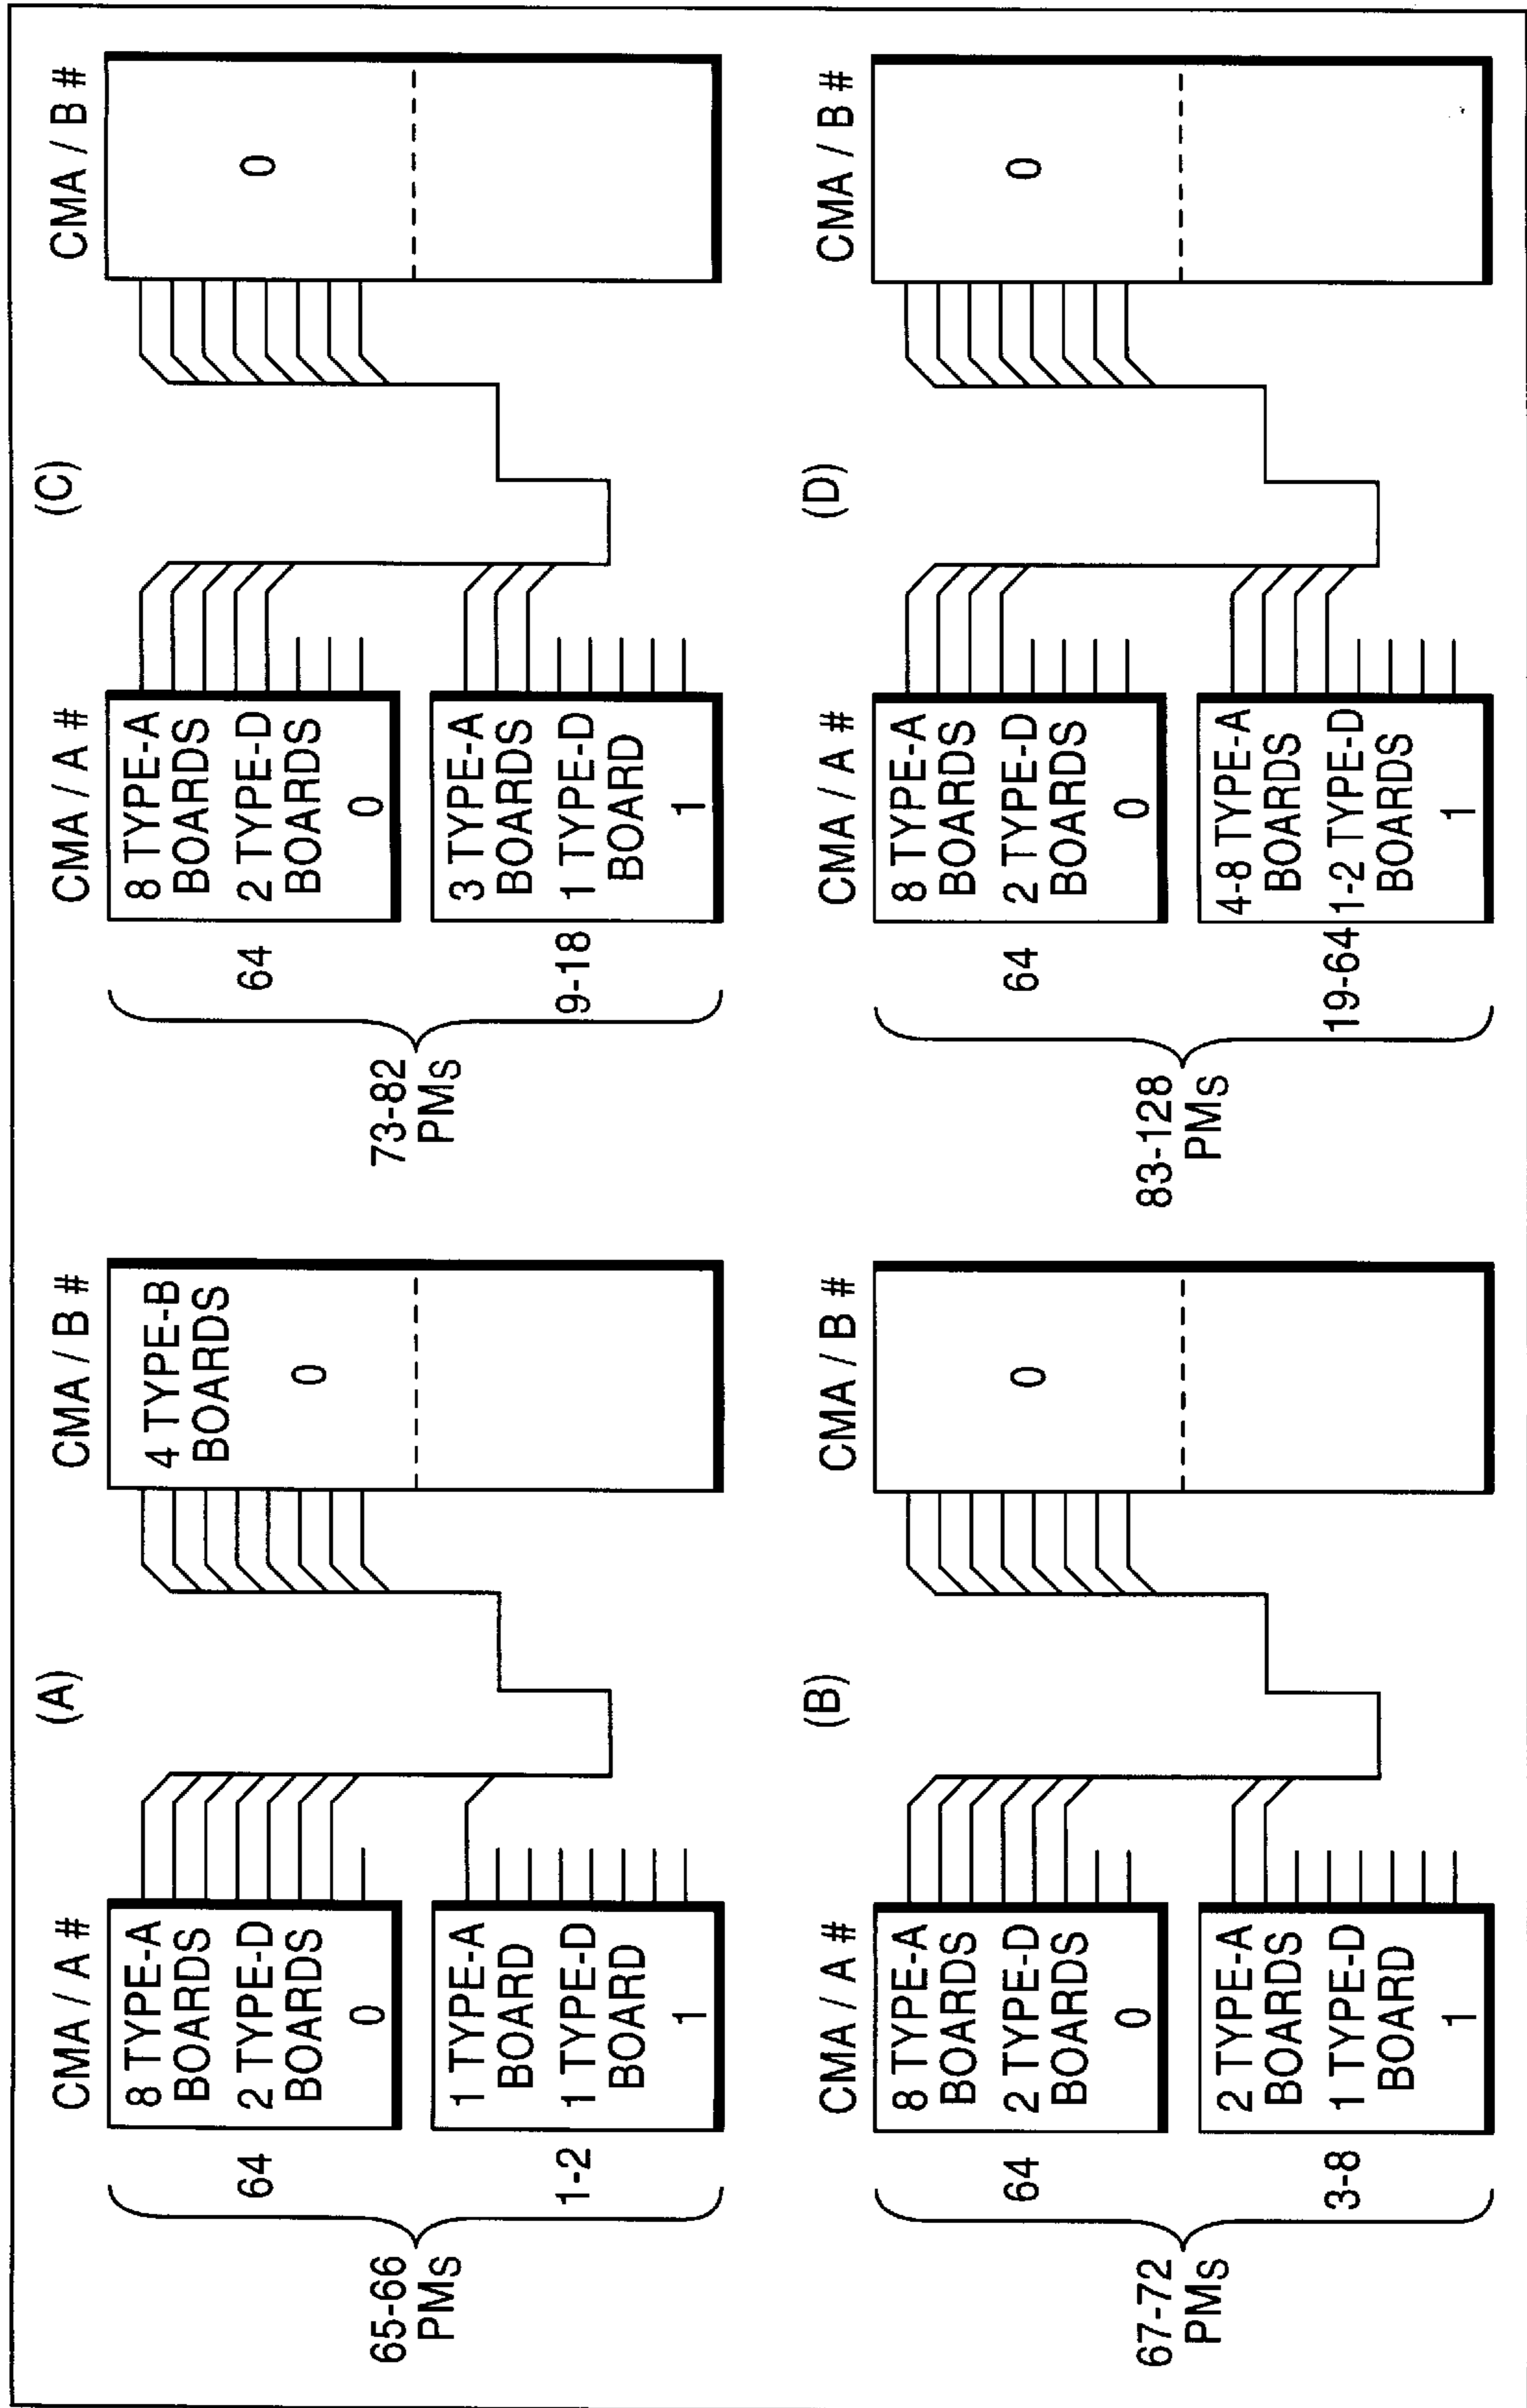 (A)
CMA / A #
CMA / B #
65-66
PMs
64
8 TYPE-A
BOARDS
2 TYPE-D
BOARDS
0
1-2
1 TYPE-A
BOARD
1 TYPE-D
BOARD
1
4 TYPE-B
BOARDS
0
(B)
CMA / A #
CMA / B #
67-72
PMs
64
8 TYPE-A
BOARDS
2 TYPE-D
BOARDS
0
3-8
2 TYPE-A
BOARDS
1 TYPE-D
BOARD
1
0
(C)
CMA / A #
CMA / B #
73-82
PMs
64
8 TYPE-A
BOARDS
2 TYPE-D
BOARDS
0
9-18
3 TYPE-A
BOARDS
1 TYPE-D
BOARD
1
0
(D)
CMA / A #
CMA / B #
83-128
PMs
64
8 TYPE-A
BOARDS
2 TYPE-D
BOARDS
0
19-64
4-8 TYPE-A
BOARDS
1-2 TYPE-D
BOARDS
1
0